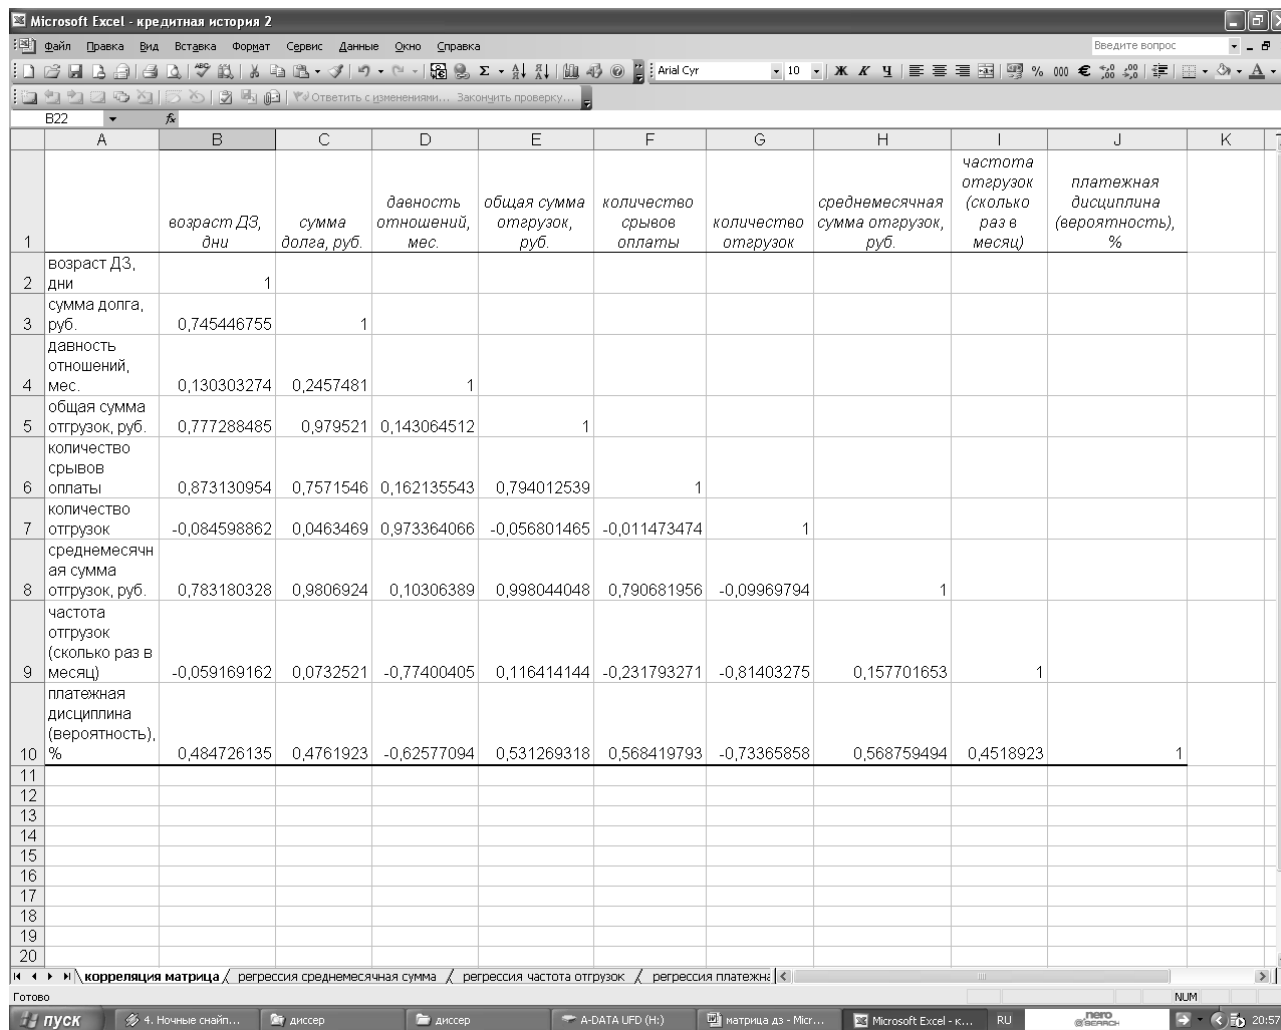 Microsoft Excel - кредитная история 2
Файл Правка Вид Вставка Формат Сервис Данные Окно Справка Введите вопрос
Arial Cyr 10 Ж К Ч % 000 €
Ответить с изменениями... Закончить проверку...
B22 fx
A B C D E F G H I J K
1
возраст ДЗ,
дни
сумма
долга, руб.
давность
отношений,
мес.
общая сумма
отгрузок,
руб.
количество
срывов
оплаты
количество
отгрузок
среднемесячная
сумма отгрузок,
руб.
частота
отгрузок
(сколько
раз в
месяц)
платежная
дисциплина
(вероятность),
%
возраст ДЗ,
2 дни 1
сумма долга,
3 руб. 0,745446755 1
давность
отношений,
4 мес. 0,130303274 0,2457481 1
общая сумма
5 отгрузок, руб. 0,777288485 0,979521 0,143064512 1
количество
срывов
6 оплаты 0,873130954 0,7571546 0,162135543 0,794012539 1
количество
7 отгрузок -0,084598862 0,0463469 0,973364066 -0,056801465 -0,011473474 1
среднемесячн
ая сумма
8 отгрузок, руб. 0,783180328 0,9806924 0,10306389 0,998044048 0,790681956 -0,09969794 1
частота
отгрузок
(сколько раз в
9 месяц) -0,059169162 0,0732521 -0,77400405 0,116414144 -0,231793271 -0,81403275 0,157701653 1
платежная
дисциплина
(вероятность),
10 % 0,484726135 0,4761923 -0,62577094 0,531269318 0,568419793 -0,73365858 0,568759494 0,4518923 1
11
12
13
14
15
16
17
18
19
20
корреляция матрица / регрессия среднемесячная сумма / регрессия частота отгрузок / регрессия платежна
Готово NUM
пуск 4. Ночные снайп... диссер диссер A-DATA UFD (H:) матрица дз - Micr... Microsoft Excel - к... RU nero SEARCH 20:57